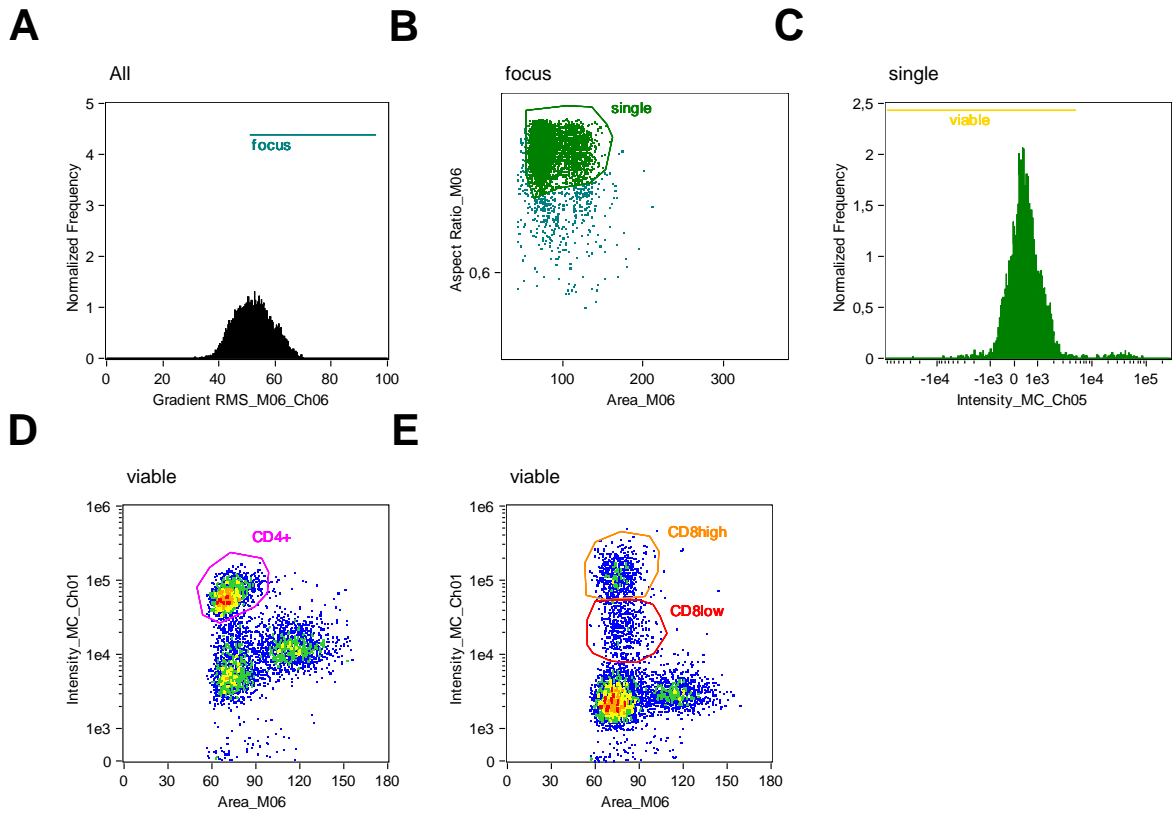 A
All
5
4
3
2
1
0
Normalized Frequency
focus
0 20 40 60 80 100
Gradient RMS_M06_Ch06
B
focus
single
Aspect Ratio_M06
0,6
100 200 300
Area_M06
C
single
2,5
2
1,5
1
0,5
0
Normalized Frequency
viable
-1e4 -1e3 0 1e3 1e4 1e5
Intensity_MC_Ch05
D
viable
1e6
1e5
1e4
1e3
0
Intensity_MC_Ch01
CD4+
0 30 60 90 120 150 180
Area_M06
E
viable
1e6
1e5
1e4
1e3
0
Intensity_MC_Ch01
CD8high
CD8low
0 30 60 90 120 150 180
Area_M06